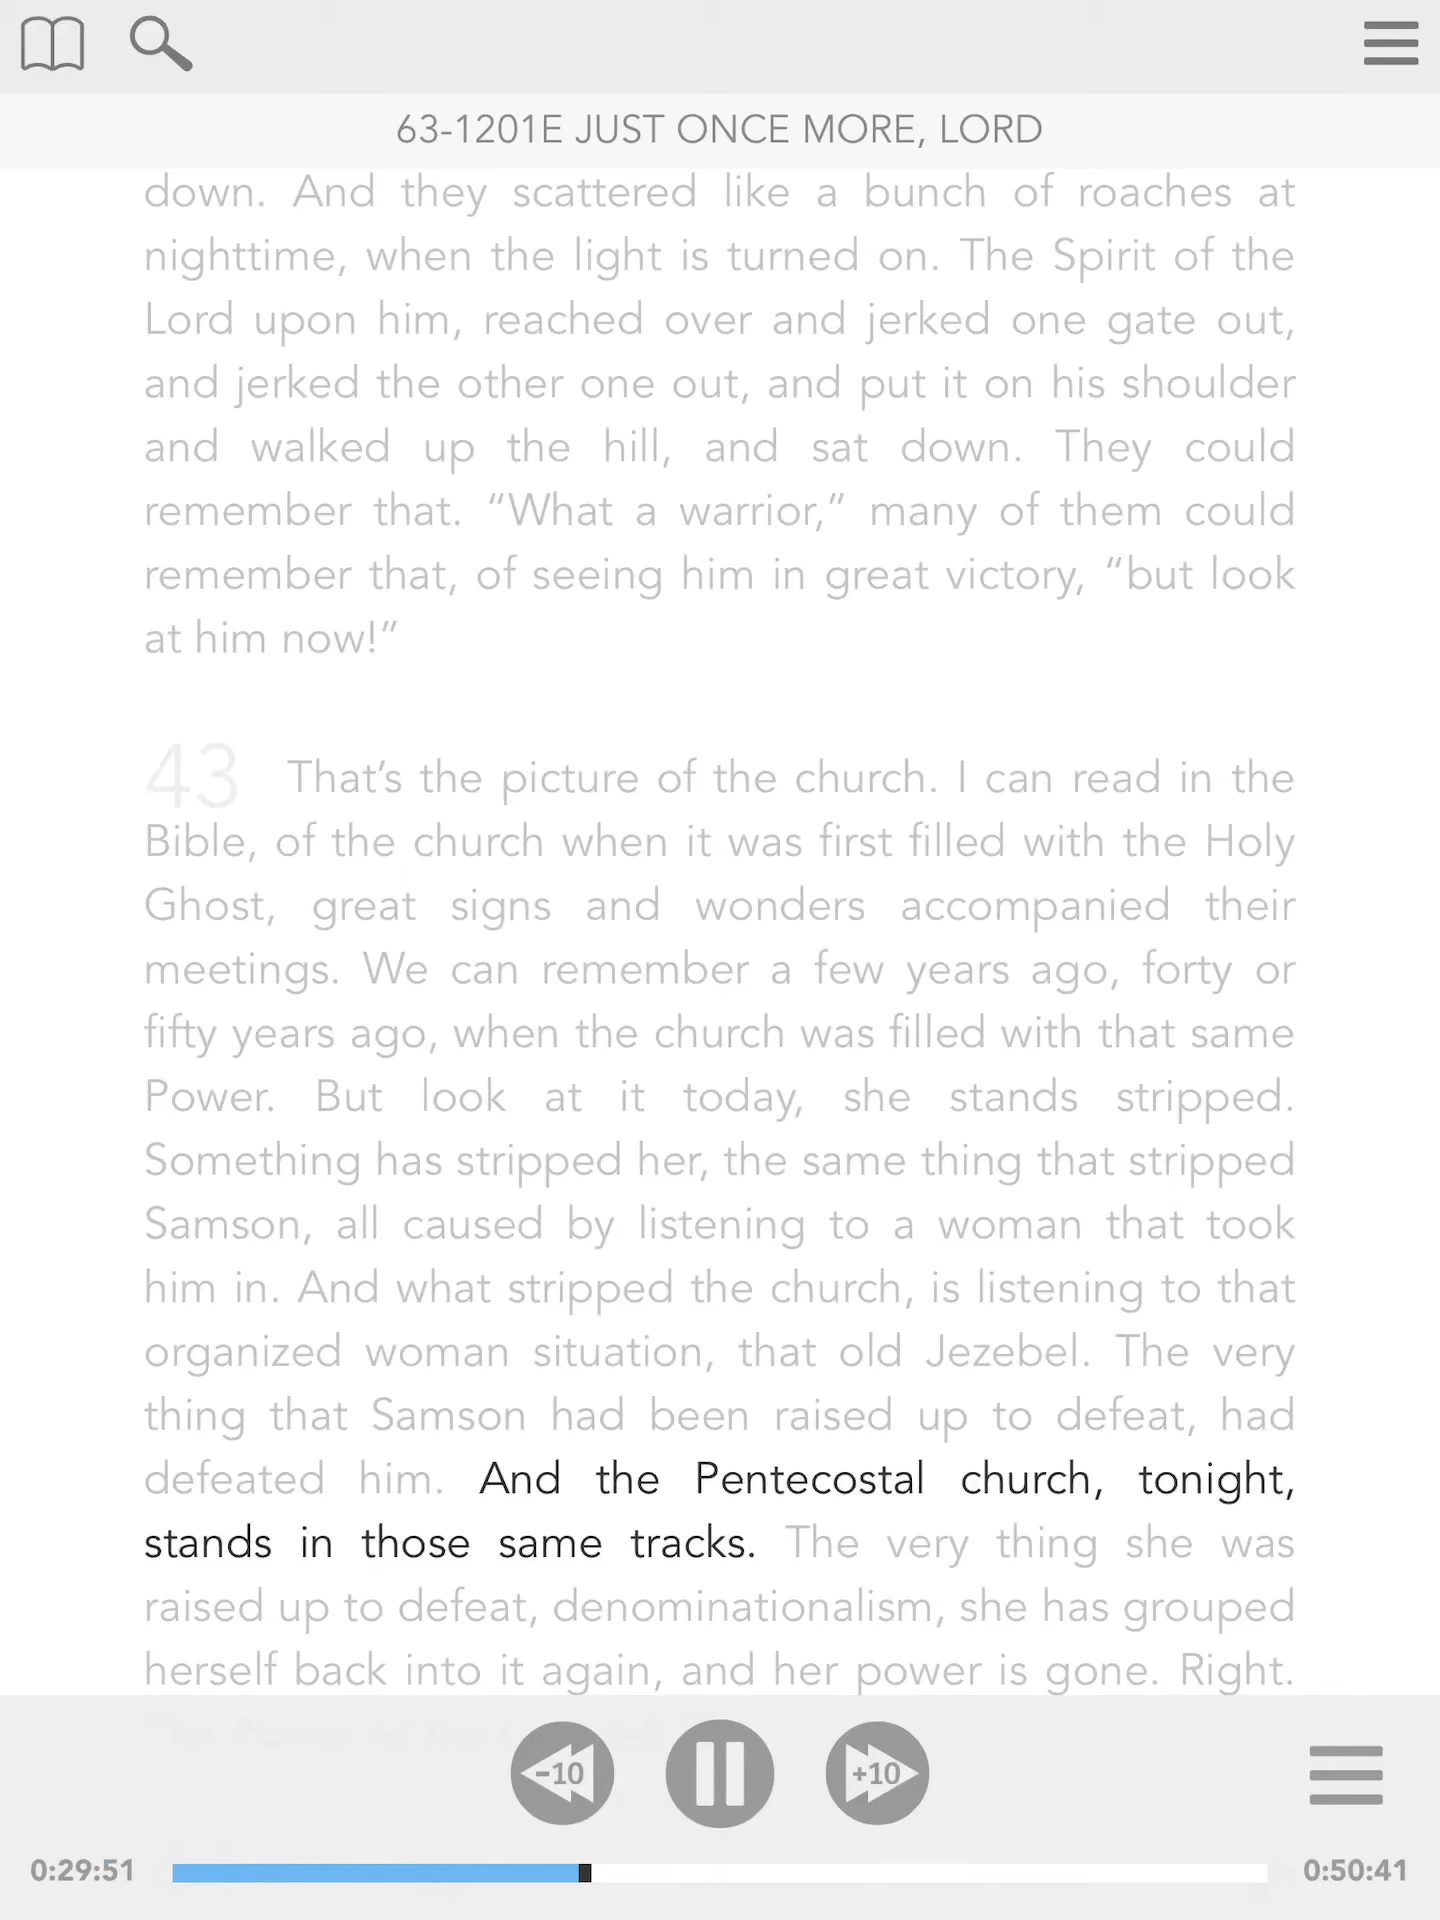 63-1201E JUST ONCE MORE, LORD
down. And they scattered like a bunch of roaches at
nighttime, when the light is turned on. The Spirit of the
Lord upon him, reached over and jerked one gate out,
and jerked the other one out, and put it on his shoulder
and walked up the hill, and sat down. They could
remember that. “What a warrior,” many of them could
remember that, of seeing him in great victory, “but look
at him now!”
43 That’s the picture of the church. I can read in the
Bible, of the church when it was first filled with the Holy
Ghost, great signs and wonders accompanied their
meetings. We can remember a few years ago, forty or
fifty years ago, when the church was filled with that same
Power. But look at it today, she stands stripped.
Something has stripped her, the same thing that stripped
Samson, all caused by listening to a woman that took
him in. And what stripped the church, is listening to that
organized woman situation, that old Jezebel. The very
thing that Samson had been raised up to defeat, had
defeated him. And the Pentecostal church, tonight,
stands in those same tracks. The very thing she was
raised up to defeat, denominationalism, she has grouped
herself back into it again, and her power is gone. Right.
-10 +10
0:29:51 0:50:41